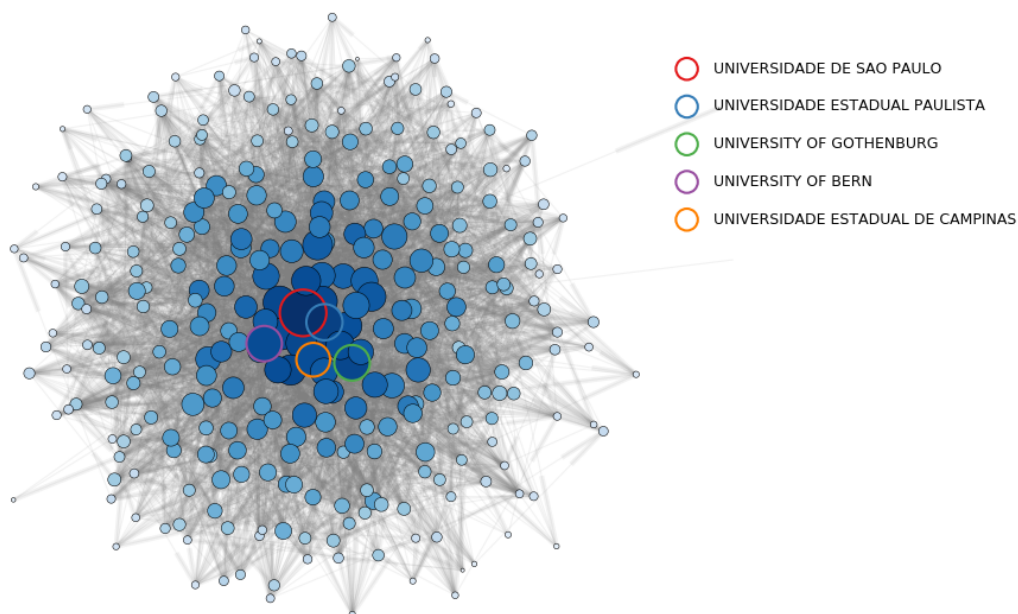 UNIVERSIDADE DE SAO PAULO
UNIVERSIDADE ESTADUAL PAULISTA
UNIVERSITY OF GOTHENBURG
UNIVERSITY OF BERN
UNIVERSIDADE ESTADUAL DE CAMPINAS